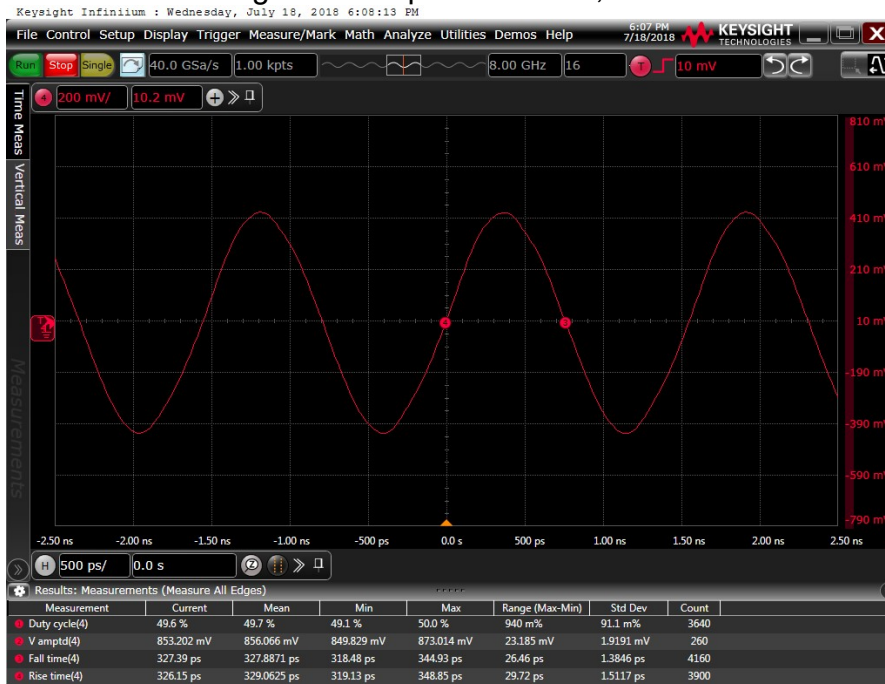 Keysight Infiniium : Wednesday, July 18, 2018 6:08:13 PM
File Control Setup Display Trigger Measure/Mark Math Analyze Utilities Demos Help 6:07 PM 7/18/2018 KEYSIGHT TECHNOLOGIES X
Run Stop Single 40.0 GSa/s 1.00 kpts 8.00 GHz 16 T 10 mV
4 200 mV/ 10.2 mV +
Time Meas
Vertical Meas
Measurements
810 m
610 m
410 m
210 m
10 m
-190 m
-390 m
-590 m
-790 m
4 3
-2.50 ns -2.00 ns -1.50 ns -1.00 ns -500 ps 0.0 s 500 ps 1.00 ns 1.50 ns 2.00 ns 2.50 ns
H 500 ps/ 0.0 s Z
Results: Measurements (Measure All Edges)
Measurement Current Mean Min Max Range (Max-Min) Std Dev Count
Duty cycle(4) 49.6 % 49.7 % 49.1 % 50.0 % 940 m% 91.1 m% 3640
V amptd(4) 853.202 mV 856.066 mV 849.829 mV 873.014 mV 23.185 mV 1.9191 mV 260
Fall time(4) 327.39 ps 327.8871 ps 318.48 ps 344.93 ps 26.46 ps 1.3846 ps 4160
Rise time(4) 326.15 ps 329.0625 ps 319.13 ps 348.85 ps 29.72 ps 1.5117 ps 3900